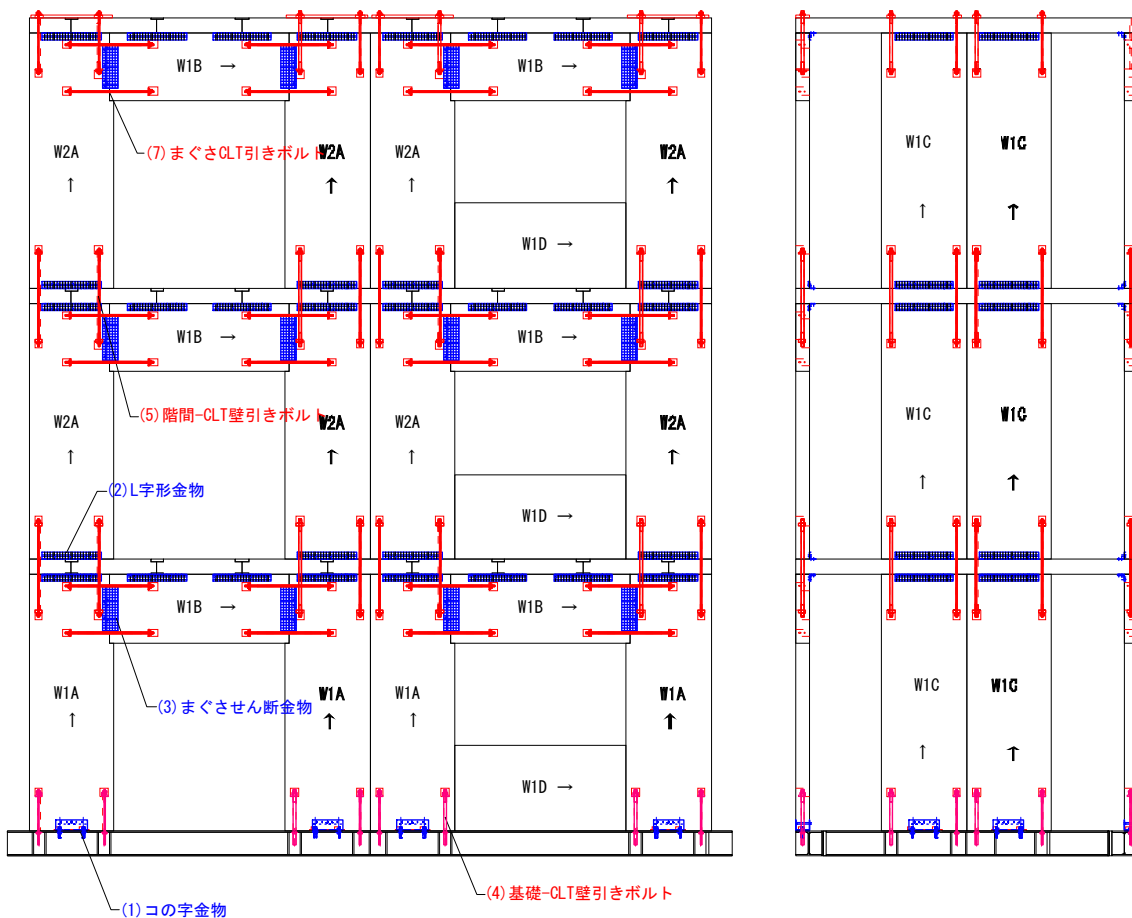 W1B →
W1B →
(7)まぐさCLT引きボルト
W2A
↑
W2A
↑
W2A
↑
W2A
↑
W1C
↑
W1C
↑
W1D →
W1B →
W1B →
(5)階間-CLT壁引きボルト
W2A
↑
W2A
↑
W2A
↑
W2A
↑
W1C
↑
W1C
↑
(2)L字形金物
W1D →
W1B →
W1B →
(3)まぐさせん断金物
W1A
↑
W1A
↑
W1A
↑
W1A
↑
W1C
↑
W1C
↑
W1D →
(4)基礎-CLT壁引きボルト
(1)コの字金物